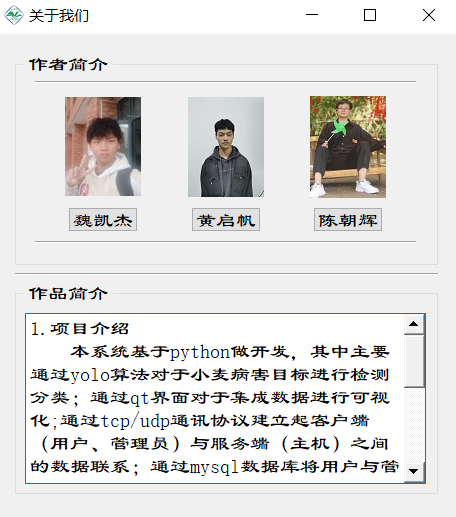 关于我们
作者简介
魏凯杰 黄启帆 陈朝辉
作品简介
1.项目介绍
本系统基于python做开发，其中主要
通过yolo算法对于小麦病害目标进行检测
分类；通过qt界面对于集成数据进行可视
化;通过tcp/udp通讯协议建立起客户端
（用户、管理员）与服务端（主机）之间
的数据联系；通过mysql数据库将用户与管